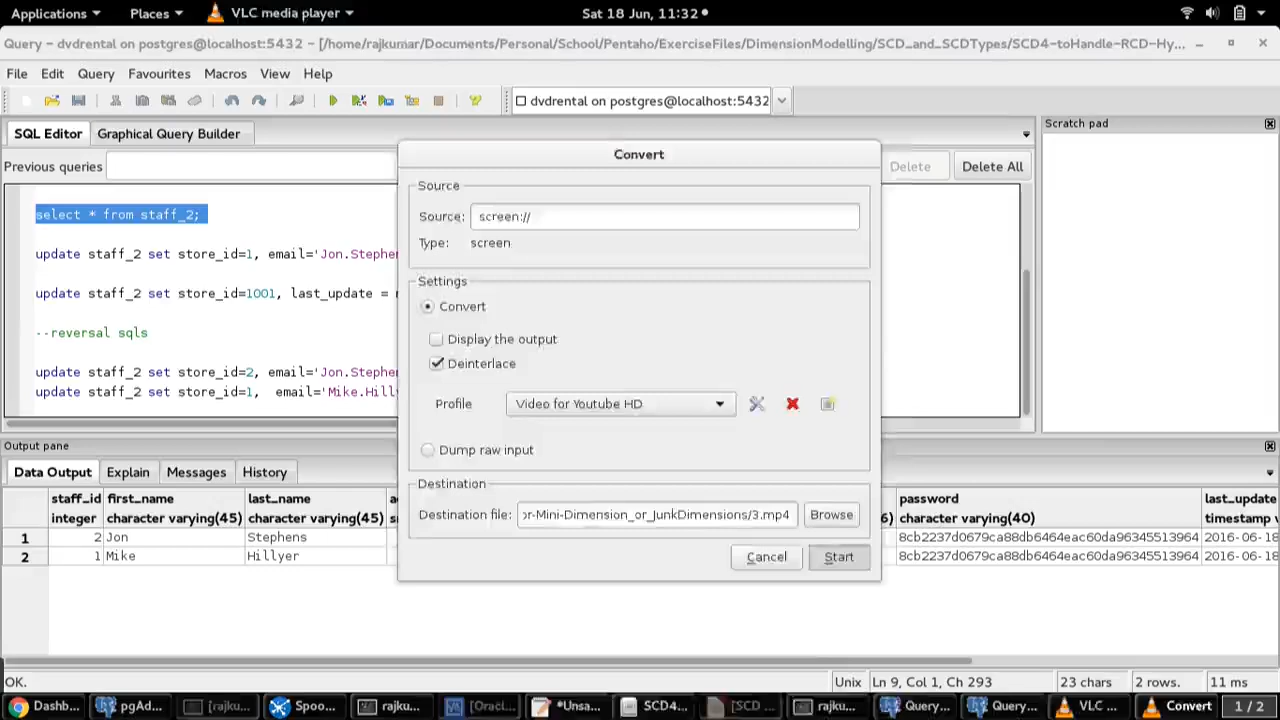 Applications Places VLC media player Sat 18 Jun, 11:32
Query - dvdrental on postgres@localhost:5432 - [/home/rajkumar/Documents/Personal/School/Pentaho/ExerciseFiles/DimensionModelling/SCD_and_SCDTypes/SCD4-toHandle-RCD-Hy...
File Edit Query Favourites Macros View Help
dvdrental on postgres@localhost:5432
SQL Editor Graphical Query Builder
Scratch pad
Previous queries Delete Delete All
Convert
Source
Source: screen://
Type: screen
Settings
Convert
Display the output
Deinterlace
Profile Video for Youtube HD
Dump raw input
Destination
Destination file: or-Mini-Dimension_or_JunkDimensions/3.mp4 Browse
Cancel Start
select * from staff_2;
update staff_2 set store_id=1, email='Jon.Stephen
update staff_2 set store_id=1001, last_update =
--reversal sqls
update staff_2 set store_id=2, email='Jon.Stephe
update staff_2 set store_id=1, email='Mike.Hilly
Output pane
Data Output Explain Messages History
staff_id first_name last_name password last_update
integer character varying(45) character varying(45) character varying(40) timestamp
1 2 Jon Stephens 8cb2237d0679ca88db6464eac60da96345513964 2016-06-18
2 1 Mike Hillyer 8cb2237d0679ca88db6464eac60da96345513964 2016-06-18
OK. Unix Ln 9, Col 1, Ch 293 23 chars 2 rows. 11 ms
Dashb... pgAd... [rajku... Spoo... rajku... [Oracl... *Unsa... SCD4... [SCD ... rajku... Query... Query... VLC ... Convert 1 / 2